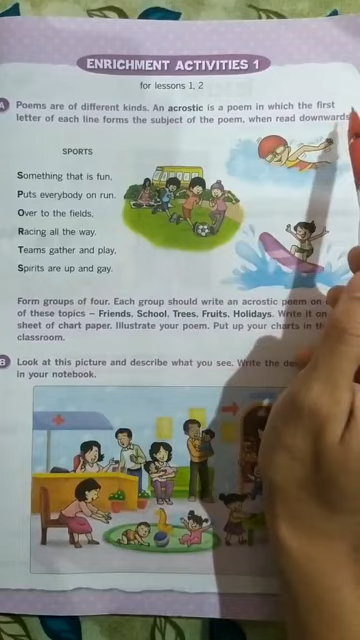 ENRICHMENT ACTIVITIES 1
for lessons 1, 2
A Poems are of different kinds. An acrostic is a poem in which the first
letter of each line forms the subject of the poem, when read downwards
SPORTS
Something that is fun,
Puts everybody on run.
Over to the fields,
Racing all the way.
Teams gather and play,
Spirits are up and gay.
Form groups of four. Each group should write an acrostic poem on
of these topics – Friends, School, Trees, Fruits, Holidays. Write it on
sheet of chart paper. Illustrate your poem. Put up your charts in
classroom.
B Look at this picture and describe what you see. Write the
in your notebook.